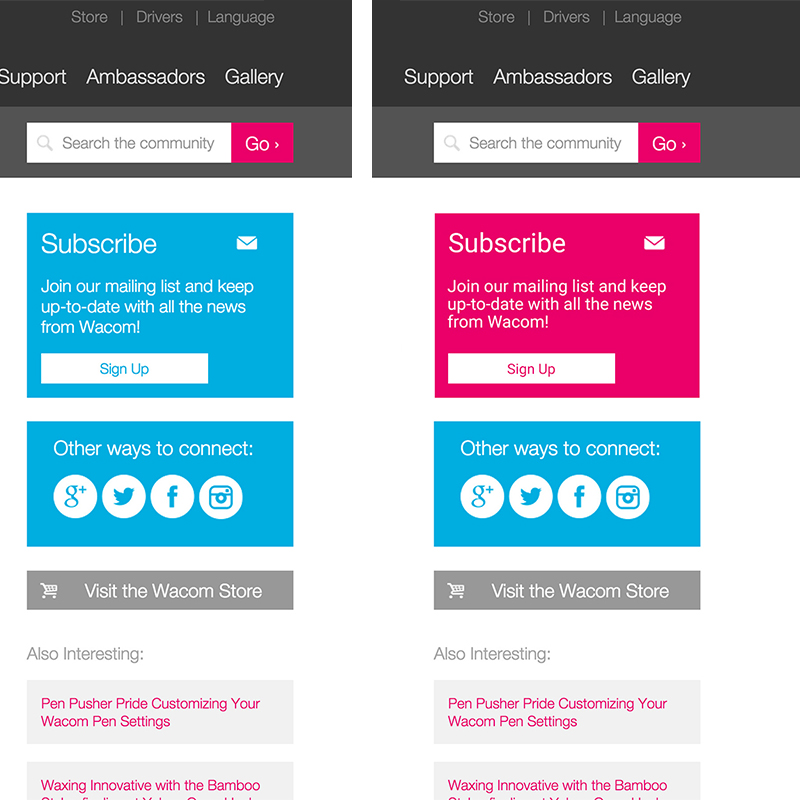 Store | Drivers | Language
Support Ambassadors Gallery
Search the community Go ›
Subscribe
Join our mailing list and keep
up-to-date with all the news
from Wacom!
Sign Up
Other ways to connect:
g+ f
Visit the Wacom Store
Also Interesting:
Pen Pusher Pride Customizing Your
Wacom Pen Settings
Waxing Innovative with the Bamboo
Store | Drivers | Language
Support Ambassadors Gallery
Search the community Go ›
Subscribe
Join our mailing list and keep
up-to-date with all the news
from Wacom!
Sign Up
Other ways to connect:
g+ f
Visit the Wacom Store
Also Interesting:
Pen Pusher Pride Customizing Your
Wacom Pen Settings
Waxing Innovative with the Bamboo